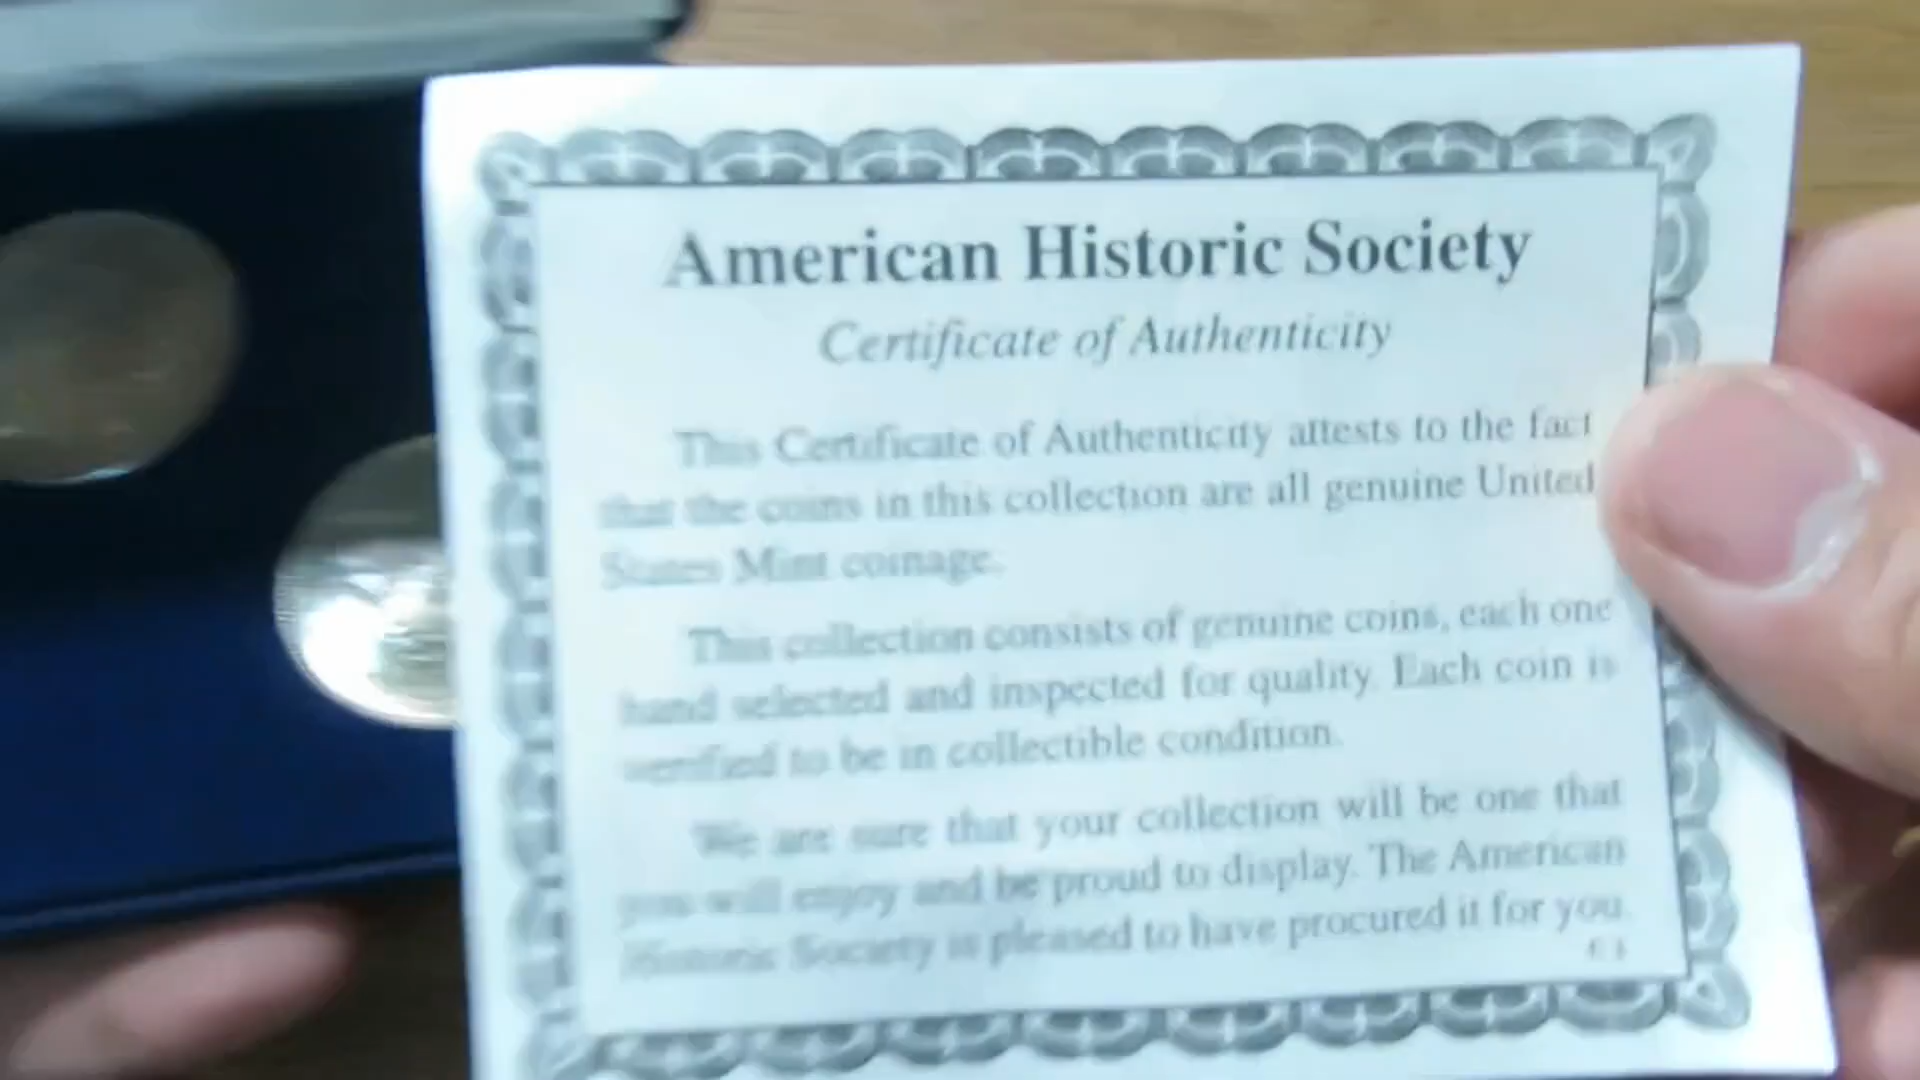 American Historic Society
Certificate of Authenticity
This Certificate of Authenticity attests to the fact
that the coins in this collection are all genuine United
States Mint coinage.
This collection consists of genuine coins, each one
hand selected and inspected for quality. Each coin is
verified to be in collectible condition.
We are sure that your collection will be one that
you will enjoy and be proud to display. The American
Historic Society is pleased to have procured it for you.